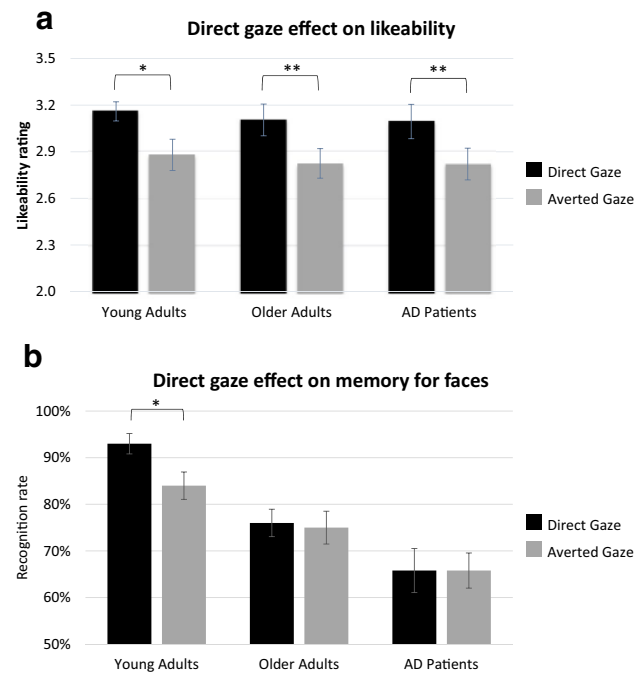 a
Direct gaze effect on likeability
3.5
3.2
2.9
2.6
2.3
2.0
Likeability rating
* ** **
Young Adults Older Adults AD Patients
Direct Gaze
Averted Gaze
b
Direct gaze effect on memory for faces
100%
90%
80%
70%
60%
50%
Recognition rate
*
Young Adults Older Adults AD Patients
Direct Gaze
Averted Gaze